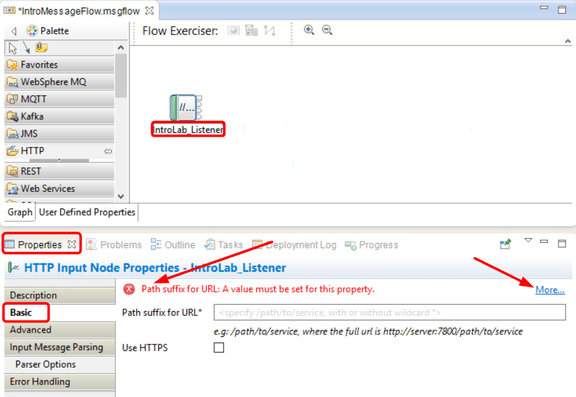 *IntroMessageFlow.msgflow
Palette
Flow Exerciser:
Favorites
WebSphere MQ
MQTT
Kafka
JMS
HTTP
REST
Web Services
//...
IntroLab_Listener
Graph User Defined Properties
Properties Problems Outline Tasks Deployment Log Progress
HTTP Input Node Properties - IntroLab_Listener
Description
Basic
Advanced
Input Message Parsing
Parser Options
Error Handling
Path suffix for URL: A value must be set for this property. More...
Path suffix for URL* <specify /path/to/service, with or without wildcard *>
e.g: /path/to/service, where the full url is http://server:7800/path/to/service
Use HTTPS